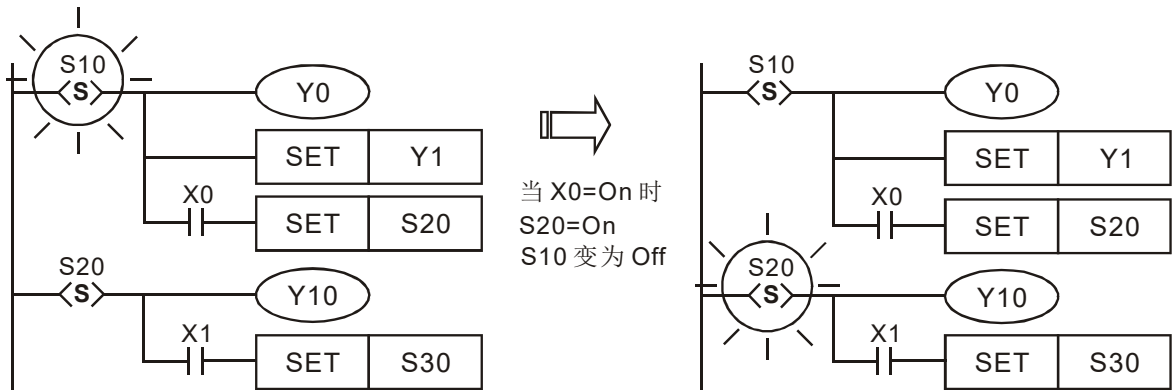 S10
S
Y0
SET Y1
X0
SET S20
S20
S
Y10
X1
SET S30
当 X0=On 时
S20=On
S10 变为 Off
S10
S
Y0
SET Y1
X0
SET S20
S20
S
Y10
X1
SET S30